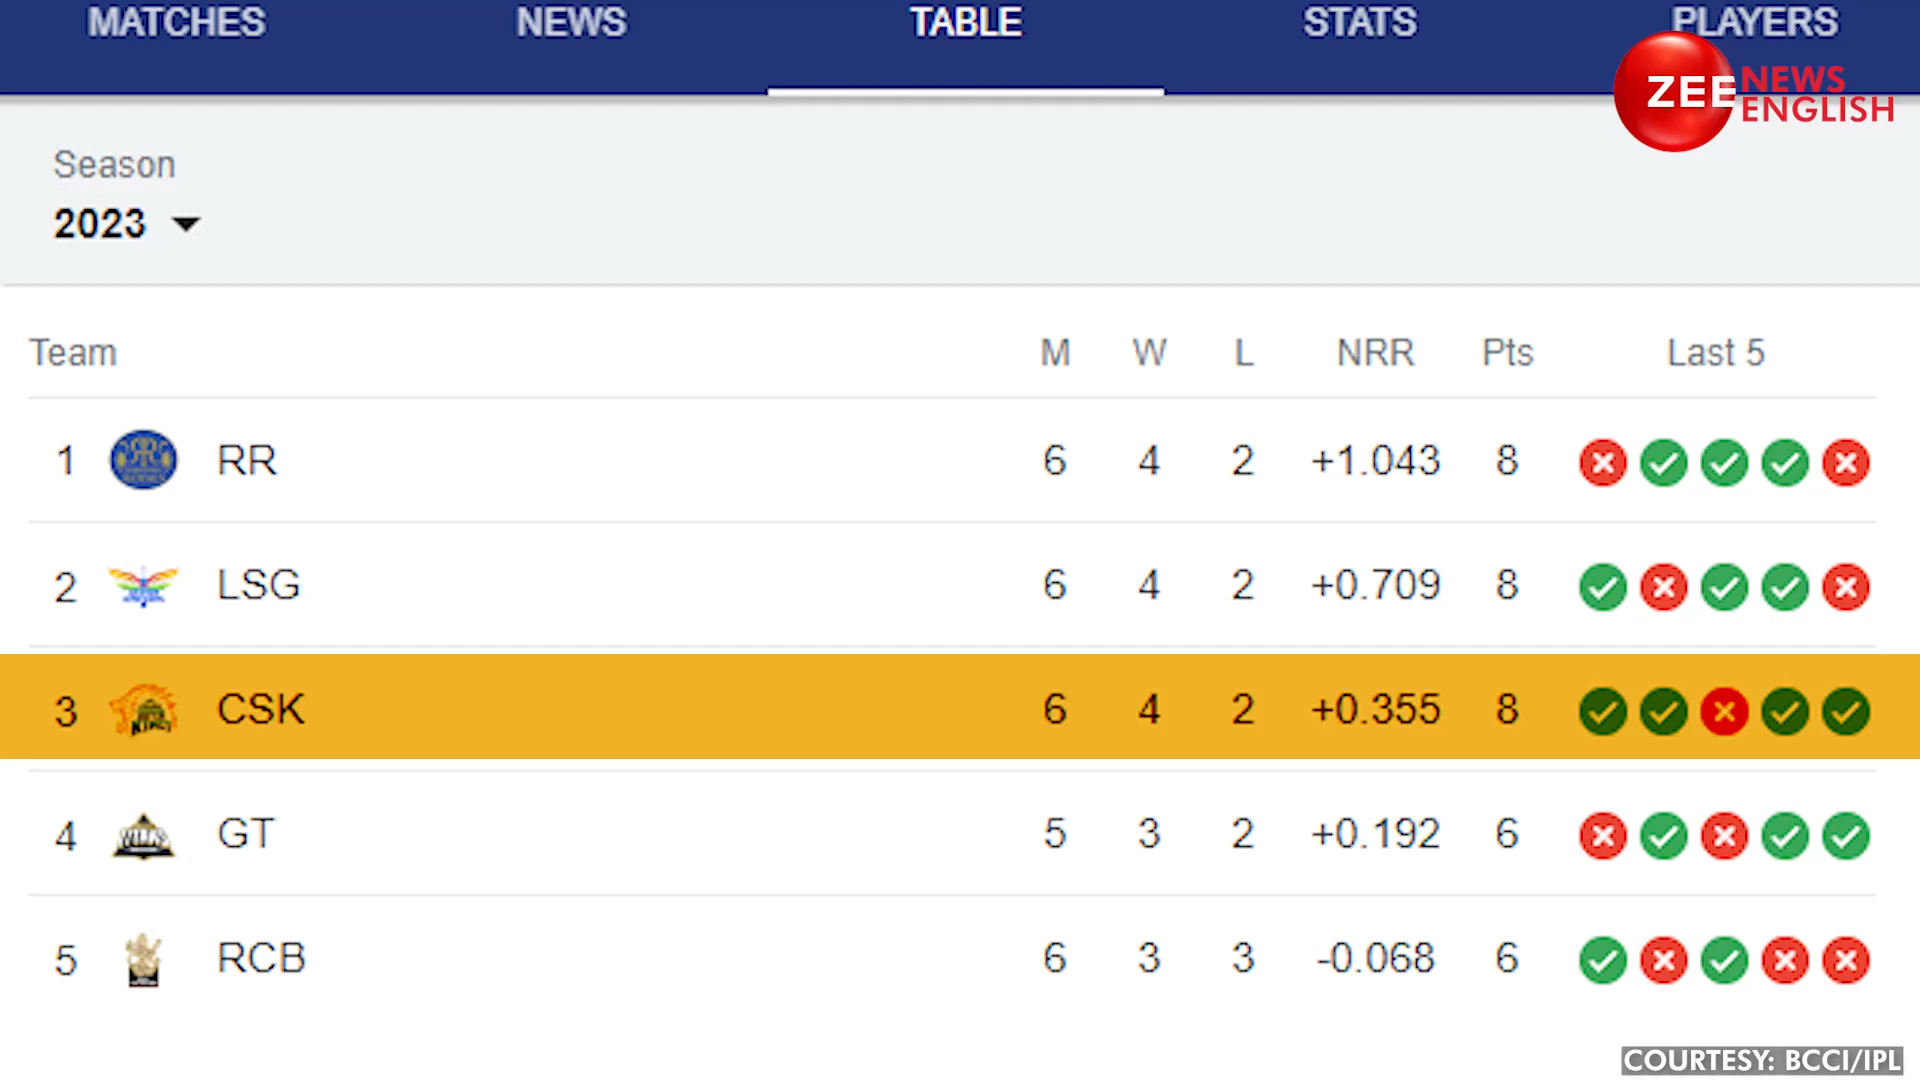 MATCHES NEWS TABLE STATS PLAYERS
ZEE NEWS
ENGLISH
Season
2023
Team M W L NRR Pts Last 5
1 RR 6 4 2 +1.043 8
2 LSG 6 4 2 +0.709 8
3 CSK 6 4 2 +0.355 8
4 GT 5 3 2 +0.192 6
5 RCB 6 3 3 -0.068 6
COURTESY: BCCI/IPL